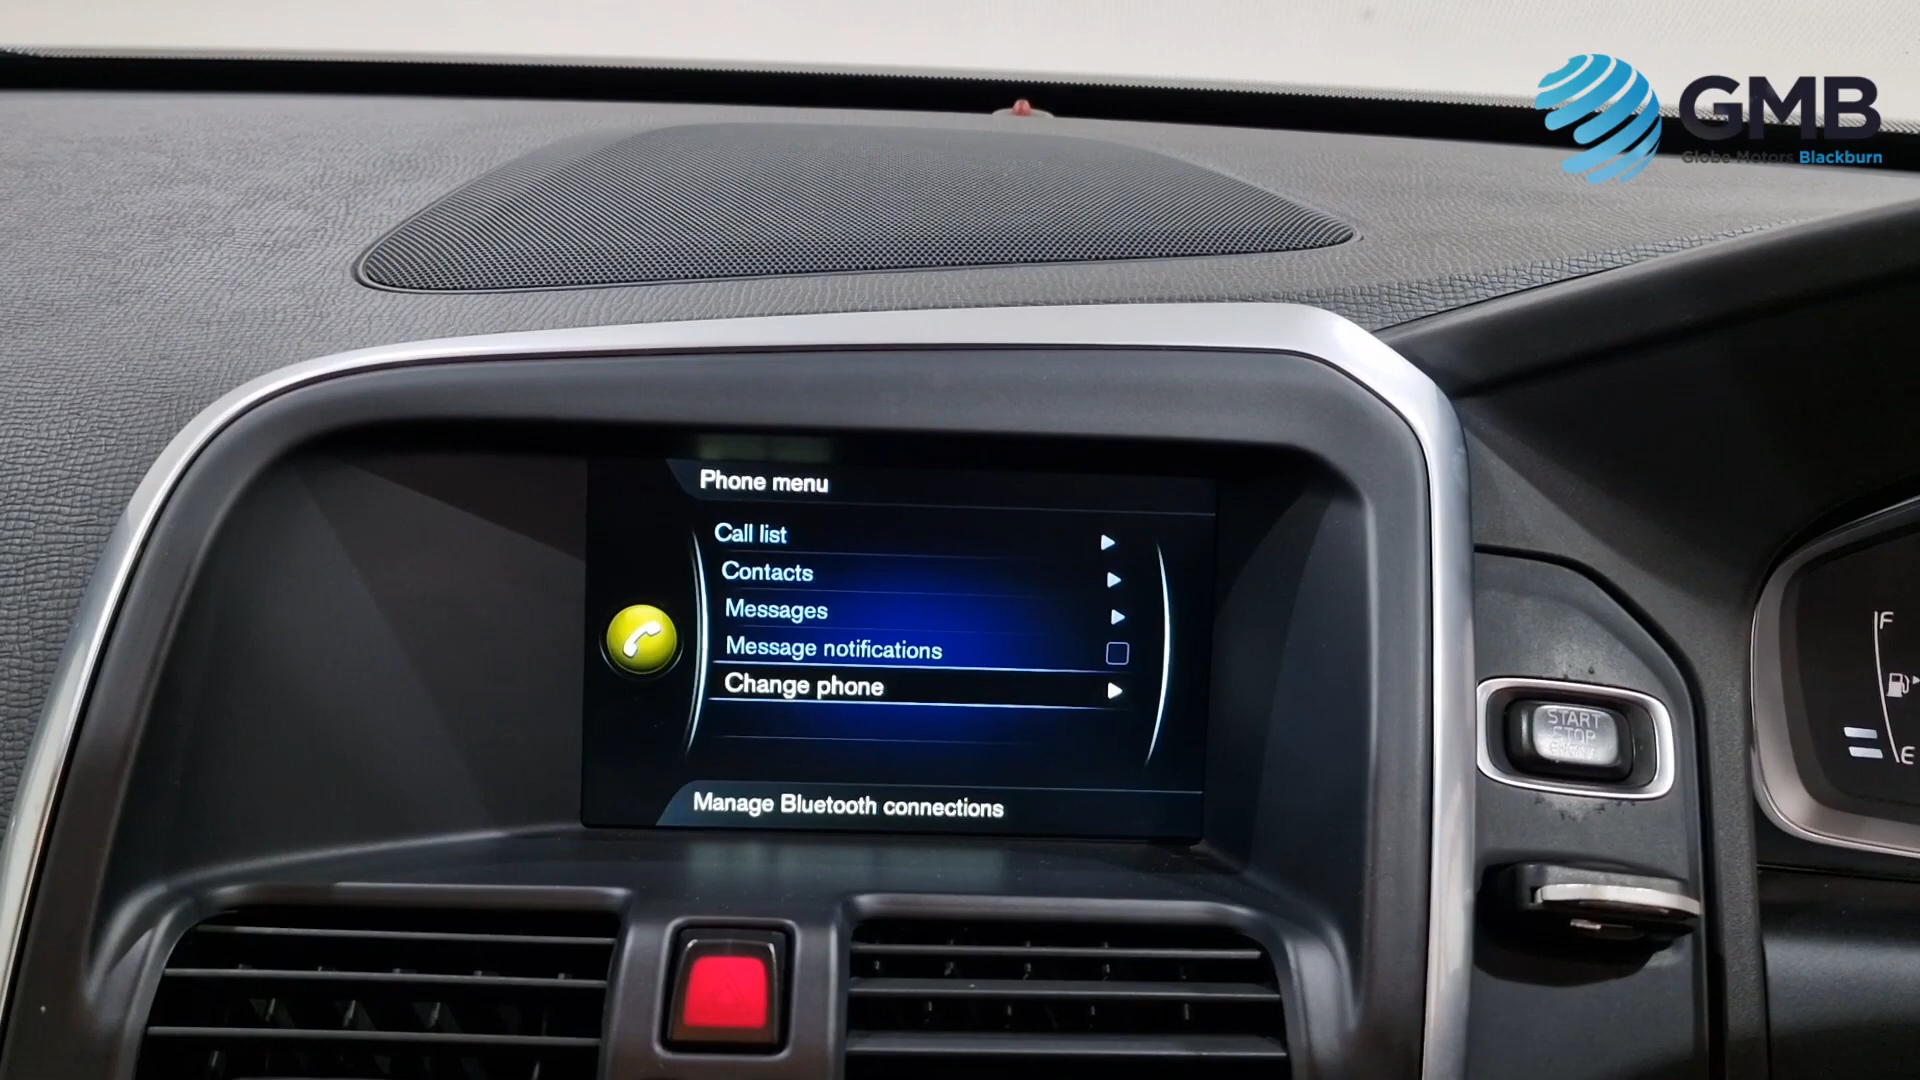 GMB
Globe Motors Blackburn
Phone menu
Call list
Contacts
Messages
Message notifications
Change phone
Manage Bluetooth connections
START
STOP
F
E